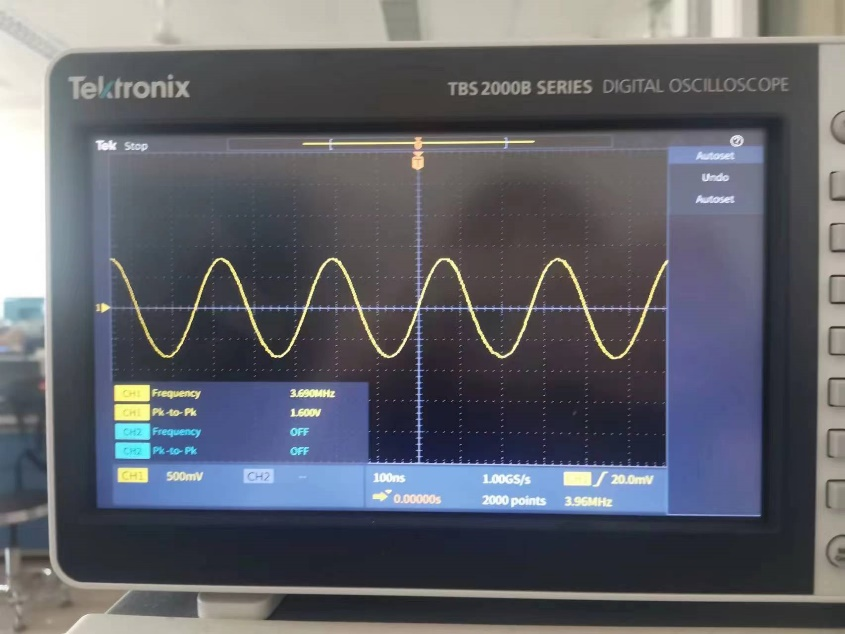 Tektronix
TBS 2000B SERIES DIGITAL OSCILLOSCOPE
Tek Stop
Autoset
Undo
Autoset
CH1 Frequency 3.690MHz
CH1 Pk-to-Pk 1.600V
CH2 Frequency OFF
CH2 Pk-to-Pk OFF
CH1 500mV CH2 -- 100ns 1.00GS/s 20.0mV
0.00000s 2000 points 3.96MHz